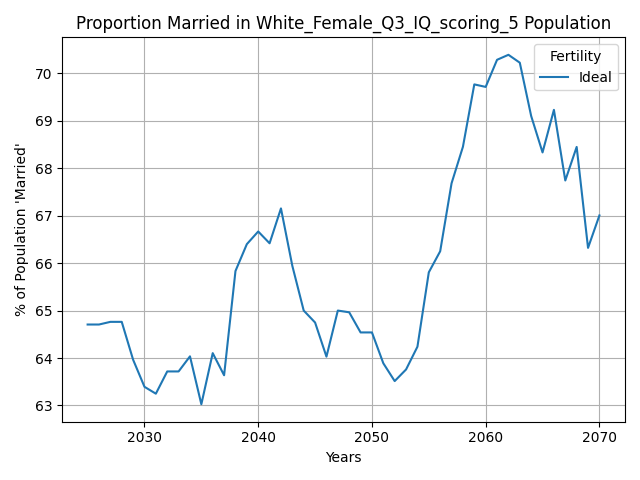 Proportion Married in White_Female_Q3_IQ_scoring_5 Population
Fertility
Ideal
% of Population 'Married'
70
69
68
67
66
65
64
63
2030 2040 2050 2060 2070
Years